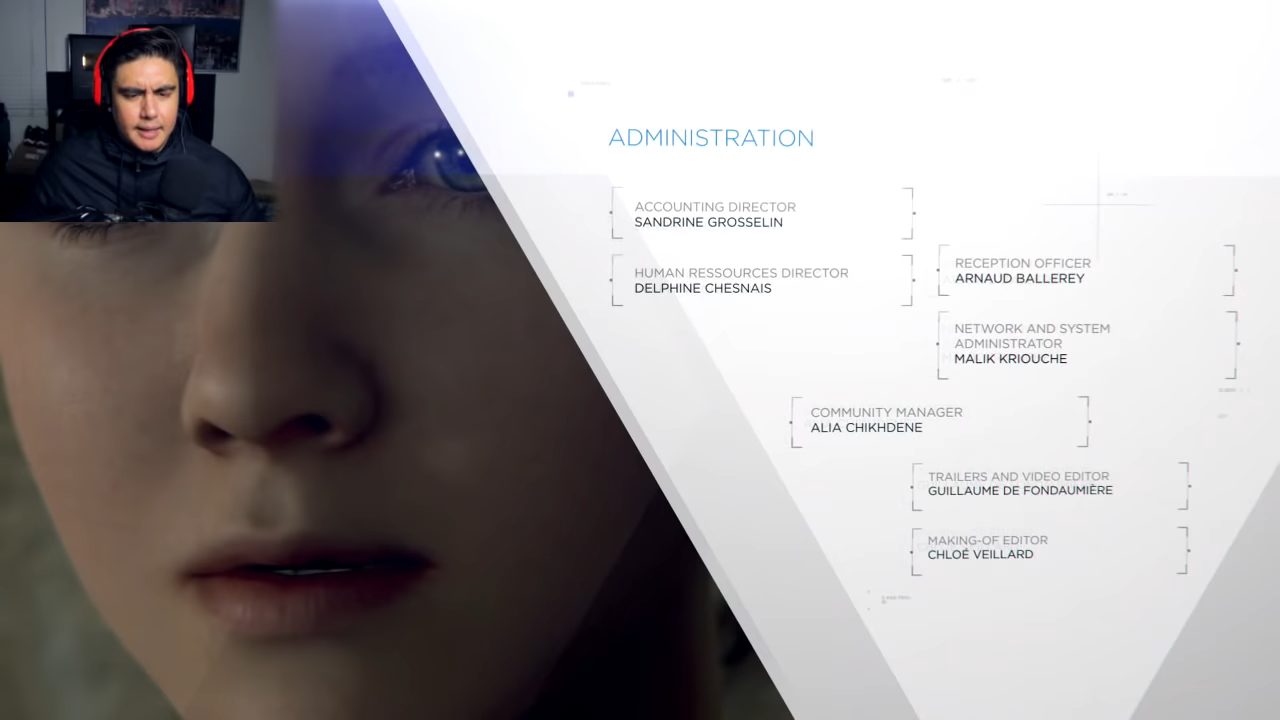 ADMINISTRATION
ACCOUNTING DIRECTOR
SANDRINE GROSSELIN
HUMAN RESSOURCES DIRECTOR
DELPHINE CHESNAIS
RECEPTION OFFICER
ARNAUD BALLEREY
NETWORK AND SYSTEM
ADMINISTRATOR
MALIK KRIOUCHE
COMMUNITY MANAGER
ALIA CHIKHDENE
TRAILERS AND VIDEO EDITOR
GUILLAUME DE FONDAUMIÈRE
MAKING-OF EDITOR
CHLOÉ VEILLARD